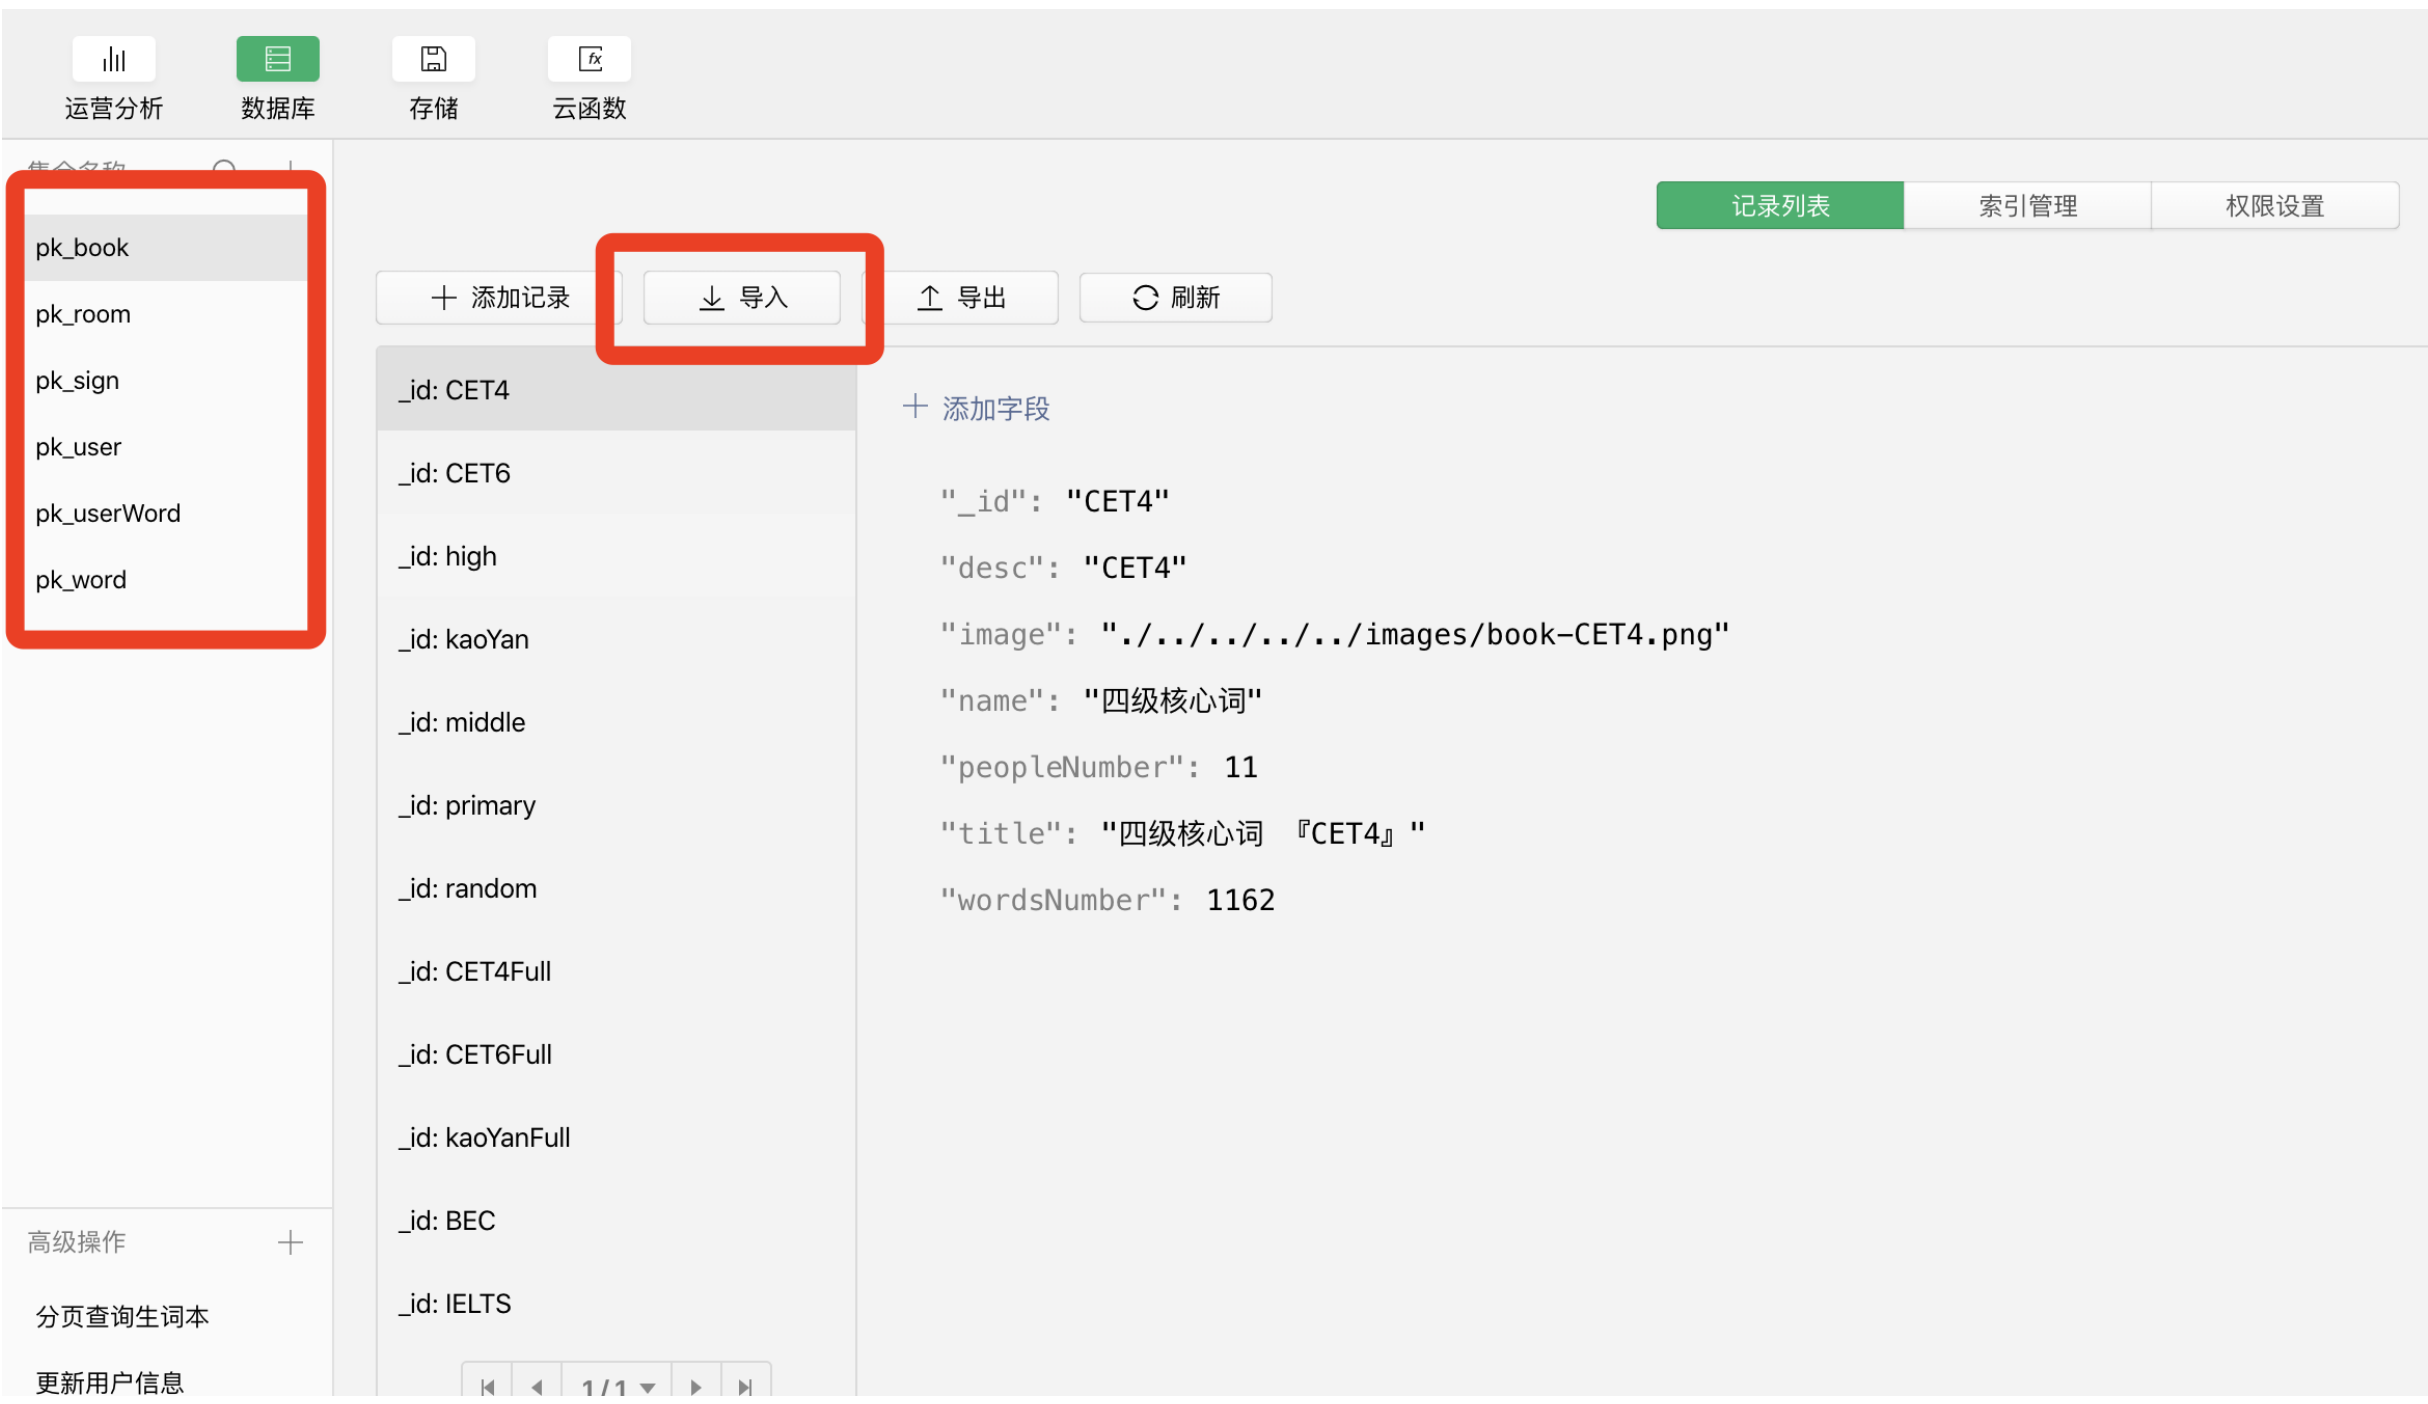 运营分析
数据库
存储
云函数
集合名称
pk_book
pk_room
pk_sign
pk_user
pk_userWord
pk_word
高级操作
分页查询生词本
更新用户信息
记录列表
索引管理
权限设置
添加记录
导入
导出
刷新
_id: CET4
_id: CET6
_id: high
_id: kaoYan
_id: middle
_id: primary
_id: random
_id: CET4Full
_id: CET6Full
_id: kaoYanFull
_id: BEC
_id: IELTS
1/1
添加字段
"_id": "CET4"
"desc": "CET4"
"image": "./../../../../images/book-CET4.png"
"name": "四级核心词"
"peopleNumber": 11
"title": "四级核心词 『CET4』"
"wordsNumber": 1162